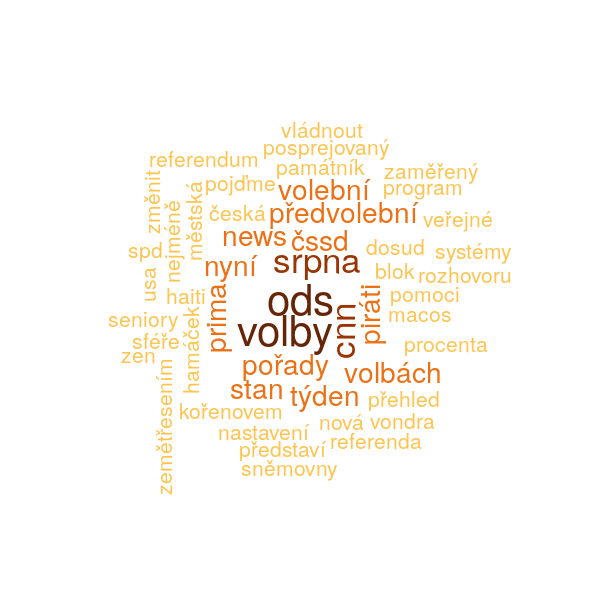 vládnout
posprejovaný
referendum
památník
zaměřený
pojďme
volební
program
změnit
nejméně
městská
česká
předvolební
veřejné
news
čssd
dosud
systémy
spd
srpna
nyní
blok
rozhovoru
usa
haiti
ods
pomoci
prima
cnn
piráti
macos
seniory
volby
sféře
hamáček
procenta
zen
pořady
volbách
zemětřesením
stan
týden
přehled
kořenovem
nová
vondra
nastavení
referenda
představí
sněmovny